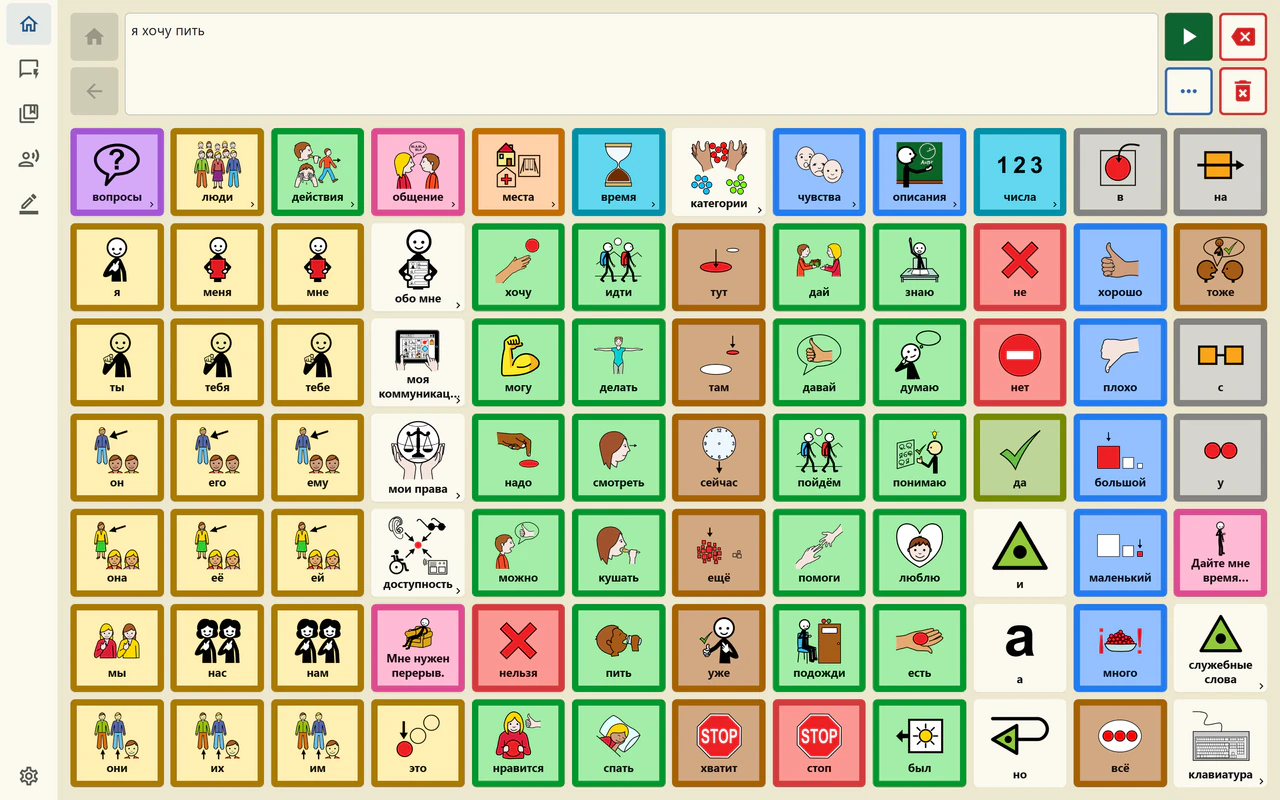 я хочу пить
вопросы
люди
действия
общение
места
время
категории
чувства
описания
1 2 3
числа
в
на
я
меня
мне
обо мне
хочу
идти
тут
дай
знаю
не
хорошо
тоже
ты
тебя
тебе
моя
коммуникац...
могу
делать
там
давай
думаю
нет
плохо
с
он
его
ему
мои права
надо
смотреть
сейчас
пойдём
понимаю
да
большой
у
она
её
ей
доступность
можно
кушать
ещё
помоги
люблю
и
маленький
Дайте мне
время...
мы
нас
нам
Мне нужен
перерыв.
нельзя
пить
уже
подожди
есть
а
а
много
служебные
слова
они
их
им
это
нравится
спать
STOP
хватит
STOP
стоп
был
но
всё
клавиатура